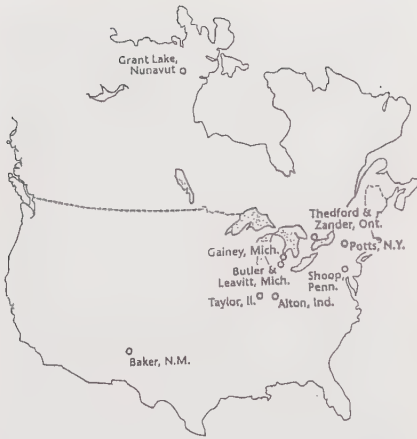 Grant Lake,
Nunavut
Thedford &
Zander, Ont.
Gainey, Mich.
Potts, N.Y.
Butler &
Leavitt, Mich.
Shoop,
Penn.
Taylor, Il.
Alton, Ind.
Baker, N.M.